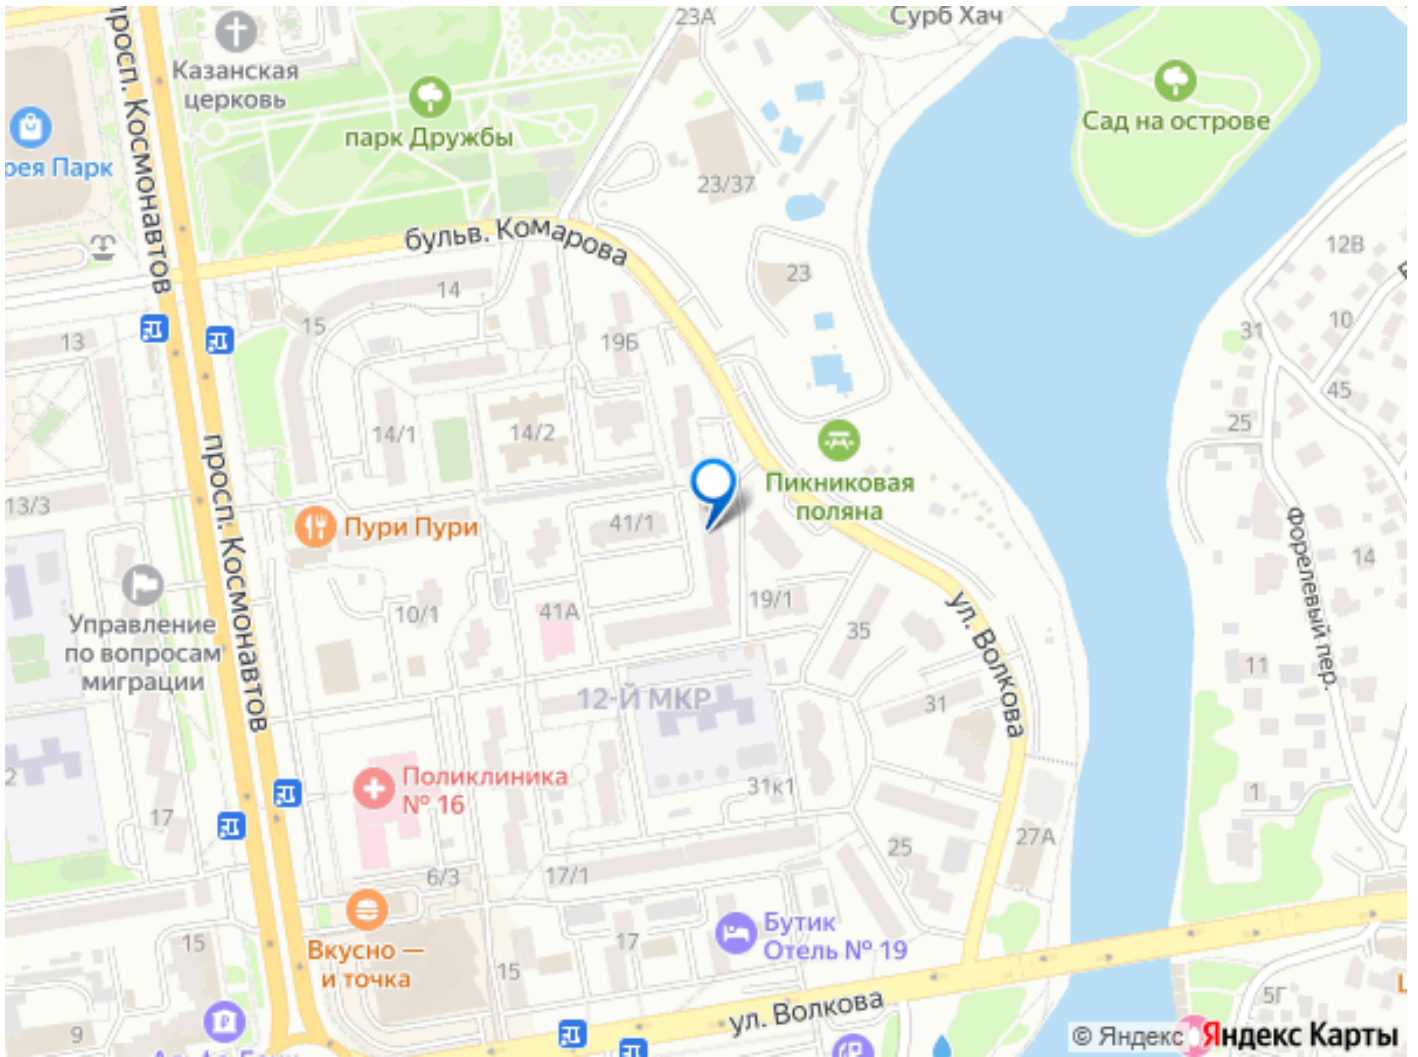 23А
Сурб Хач
просп. Космонавтов
Казанская
церковь
парк Дружбы
Сад на острове
рея Парк
23/37
бульв. Комарова
12В
23
14
15
13
19Б
31
10
45
25
14/1
14/2
Пикниковая
поляна
13/3
просп. Космонавтов
Пури Пури
41/1
Форелевый пер.
14
Управление
по вопросам
миграции
10/1
41А
19/1
35
ул. Волкова
11
12-Й МКР
31
2
17
Поликлиника
№ 16
31к1
1
6/3
17/1
25
27А
Вкусно —
и точка
15
15
17
Бутик
Отель № 19
ул. Волкова
5Г
9
© Яндекс
Яндекс Карты